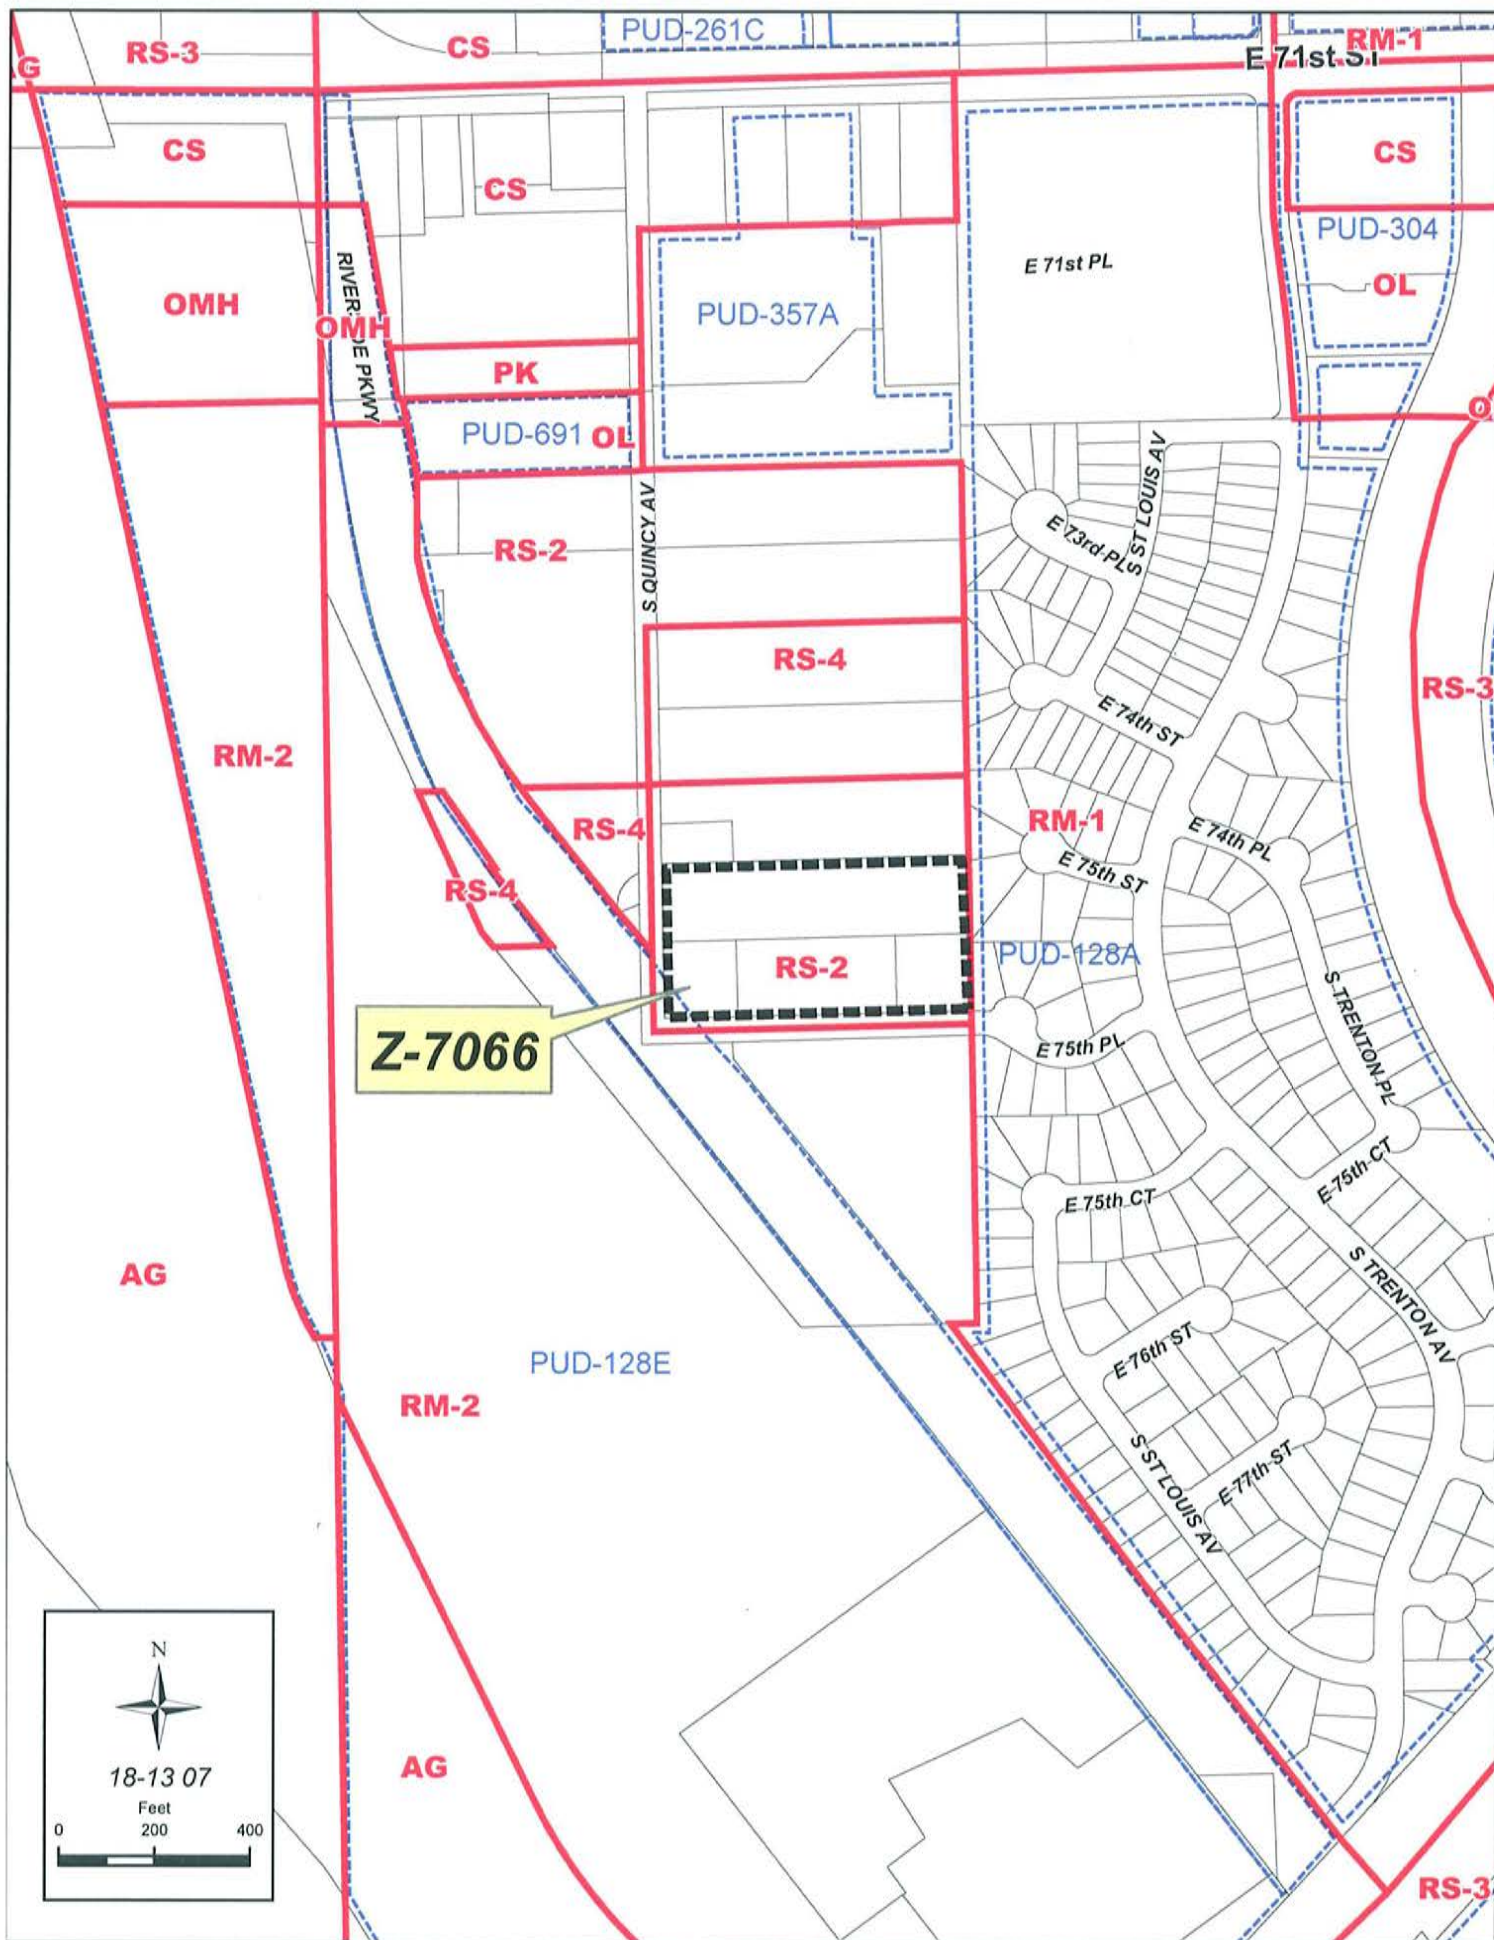 PUD-261C
RM-1
RS-3
CS
E 71st ST
CS
CS
CS
PUD-304
E 71st PL
OL
OMH
OMH
PUD-357A
PK
PUD-691
OL
S QUINCY AV
S ST LOUIS AV
E 73rd PL
RS-2
RS-4
RS-3
E 74th ST
RM-2
RS-4
RM-1
E 74th PL
E 75th ST
RS-4
RS-2
PUD-128A
S TRENTON PL
Z-7066
E 75th PL
E 75th CT
E 75th CT
AG
S TRENTON AV
E 76th ST
PUD-128E
RM-2
S ST LOUIS AV
E 77th ST
N
AG
18-13 07
Feet
0 200 400
RS-3